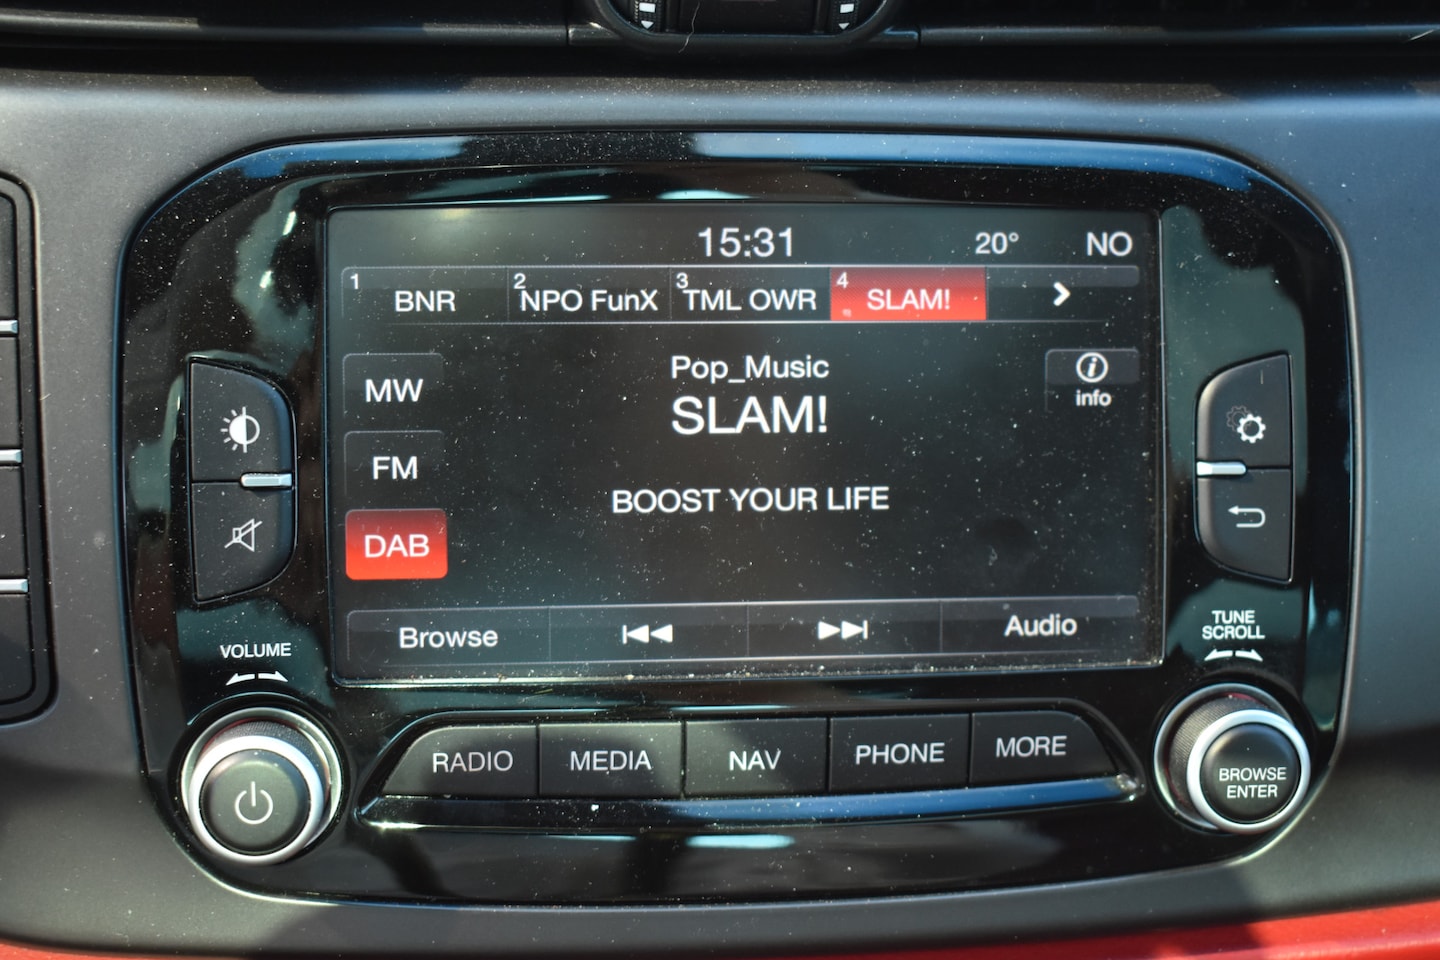 15:31 20° NO
1 BNR 2 NPO FunX 3 TML OWR 4 SLAM!
Pop_Music
info
SLAM!
MW
FM
BOOST YOUR LIFE
DAB
Browse Audio
VOLUME
TUNE
SCROLL
RADIO MEDIA NAV PHONE MORE
BROWSE
ENTER